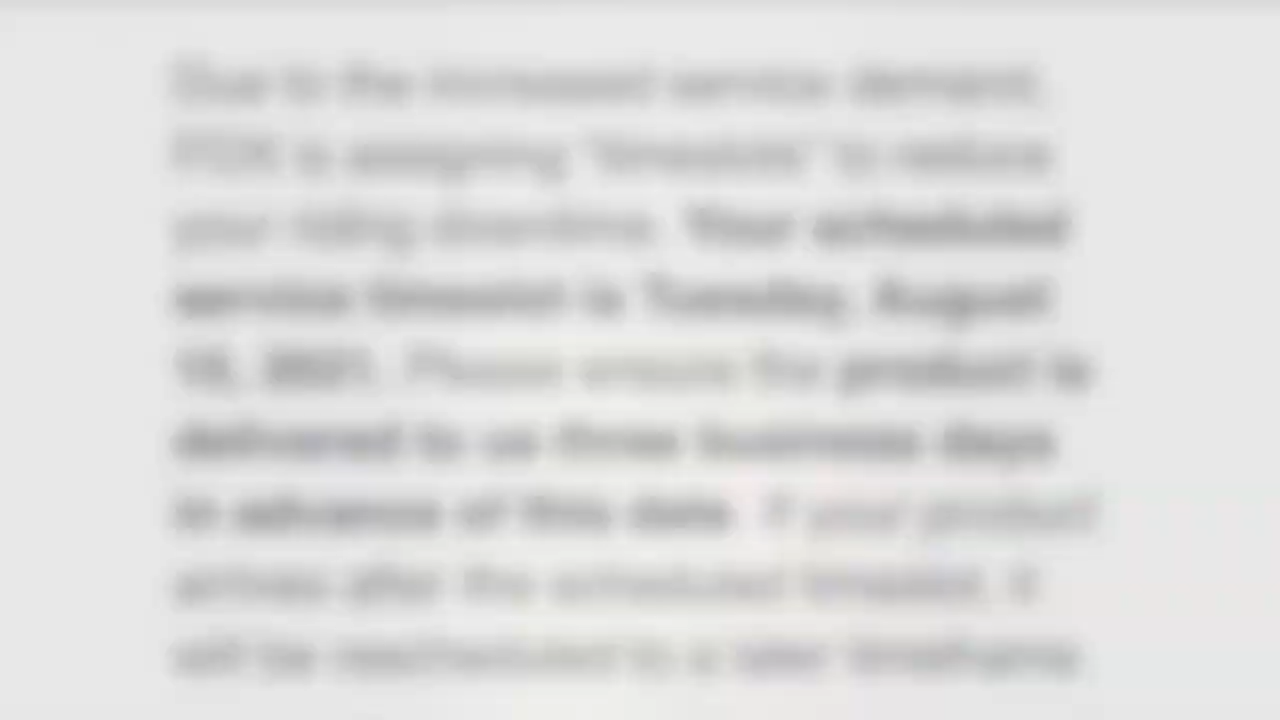 Due to the increased service demand,
FOX is assigning "timeslots" to reduce
your riding downtime. Your scheduled
service timeslot is Tuesday, August
2021. Please ensure the product is
delivered to us three business days
in advance of this date. If your product
arrives after the scheduled timeslot, it
will be rescheduled to a later timeframe.